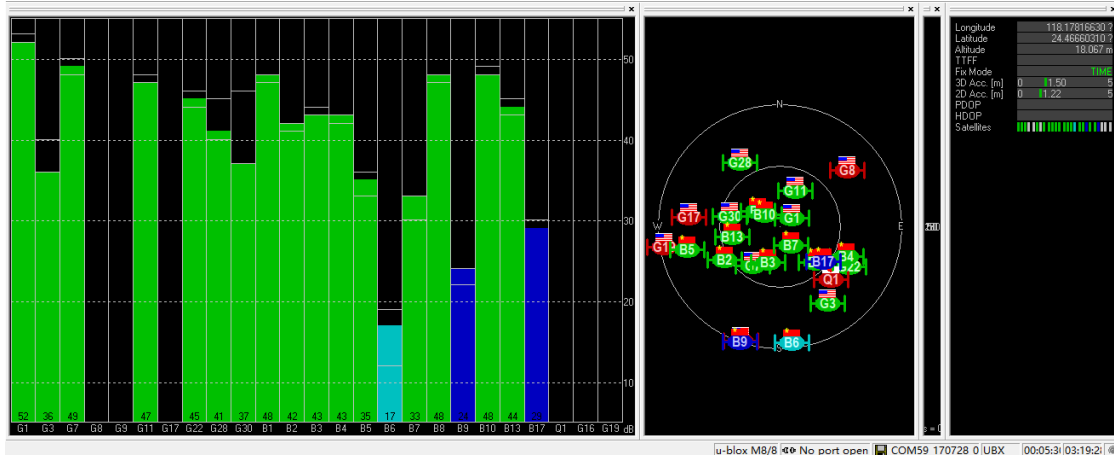 50
40
30
20
10
52 36 49 47 45 41 37 48 42 43 43 35 17 33 48 24 48 44 29
G1 G3 G7 G8 G9 G11 G17 G22 G28 G30 B1 B2 B3 B4 B5 B6 B7 B8 B9 B10 B13 B17 Q1 G16 G19 dB
N
G28
G8
G11
G17 G30 B10 G1
W E
B13
G1 B5 B7
B2 B3 B17 B4
G22
Q1
G3
B9 B6
S
Longitude 118.17816630 ?
Latitude 24.46660310 ?
Altitude 18.067 m
TTFF
Fix Mode TIME
3D Acc. [m] 0 1.50 5
2D Acc. [m] 0 1.22 5
PDOP
HDOP
Satellites
u-blox M8/8 No port open COM59_170728_0 UBX 00:05:3 03:19:2